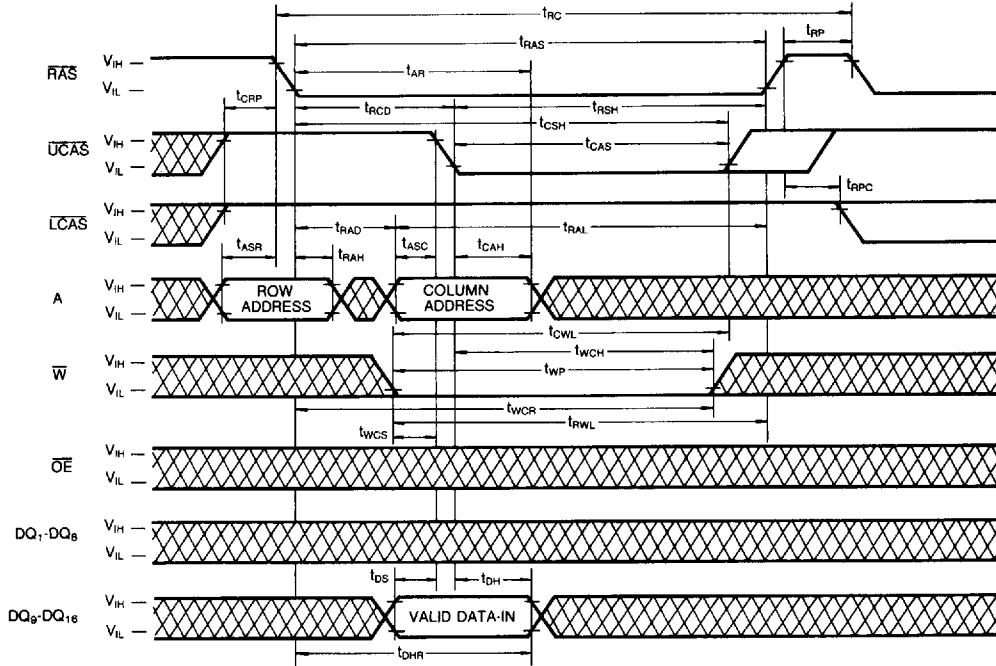 tRC
tRP
tRAS
RAS
VIH
VIL
tAR
tCRP
tRCD
tRSH
tCSH
UCAS
VIH
VIL
tCAS
tRPC
LCAS
VIH
VIL
tRAD
tRAL
tASR
tRAH
tASC
tCAH
A
VIH
VIL
ROW
ADDRESS
COLUMN
ADDRESS
tCWL
tWCH
tWP
W
VIH
VIL
tWCR
tRWL
tWCS
OE
VIH
VIL
DQ1-DQ8
VIH
VIL
tDS
tDH
DQ9-DQ16
VIH
VIL
VALID DATA-IN
tDHR